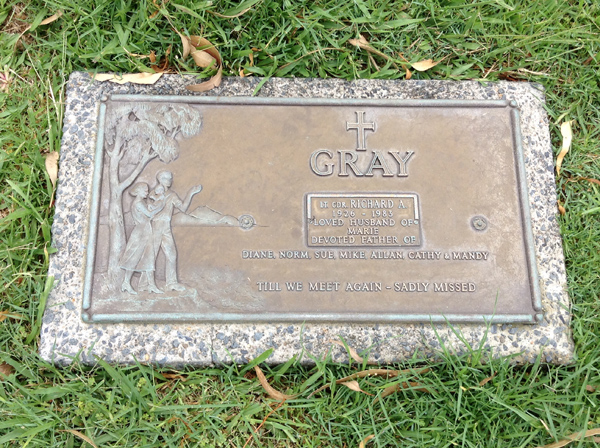 GRAY
LT CDR RICHARD A.
1926 - 1983
LOVED HUSBAND OF
MARIE
DEVOTED FATHER OF
DIANE, NORM, SUE, MIKE, ALLAN, CATHY & MANDY
TILL WE MEET AGAIN - SADLY MISSED